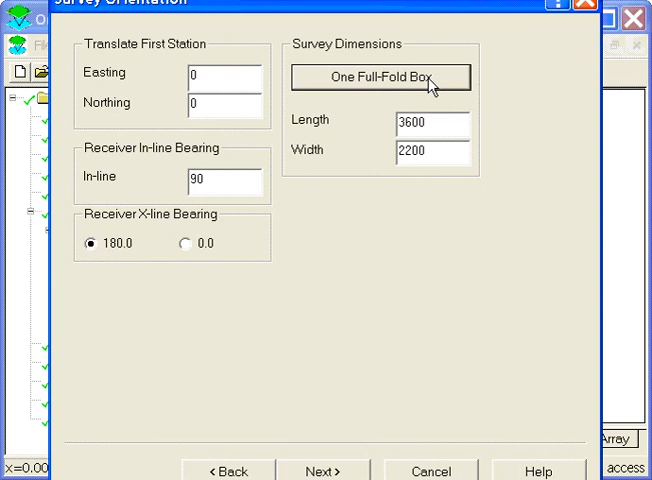 Survey Orientation
Translate First Station
Easting
0
Northing
0
Receiver In-line Bearing
In-line
90
Receiver X-line Bearing
180.0
0.0
Survey Dimensions
One Full-Fold Box
Length
3600
Width
2200
x=0.00
Array
access
< Back
Next >
Cancel
Help